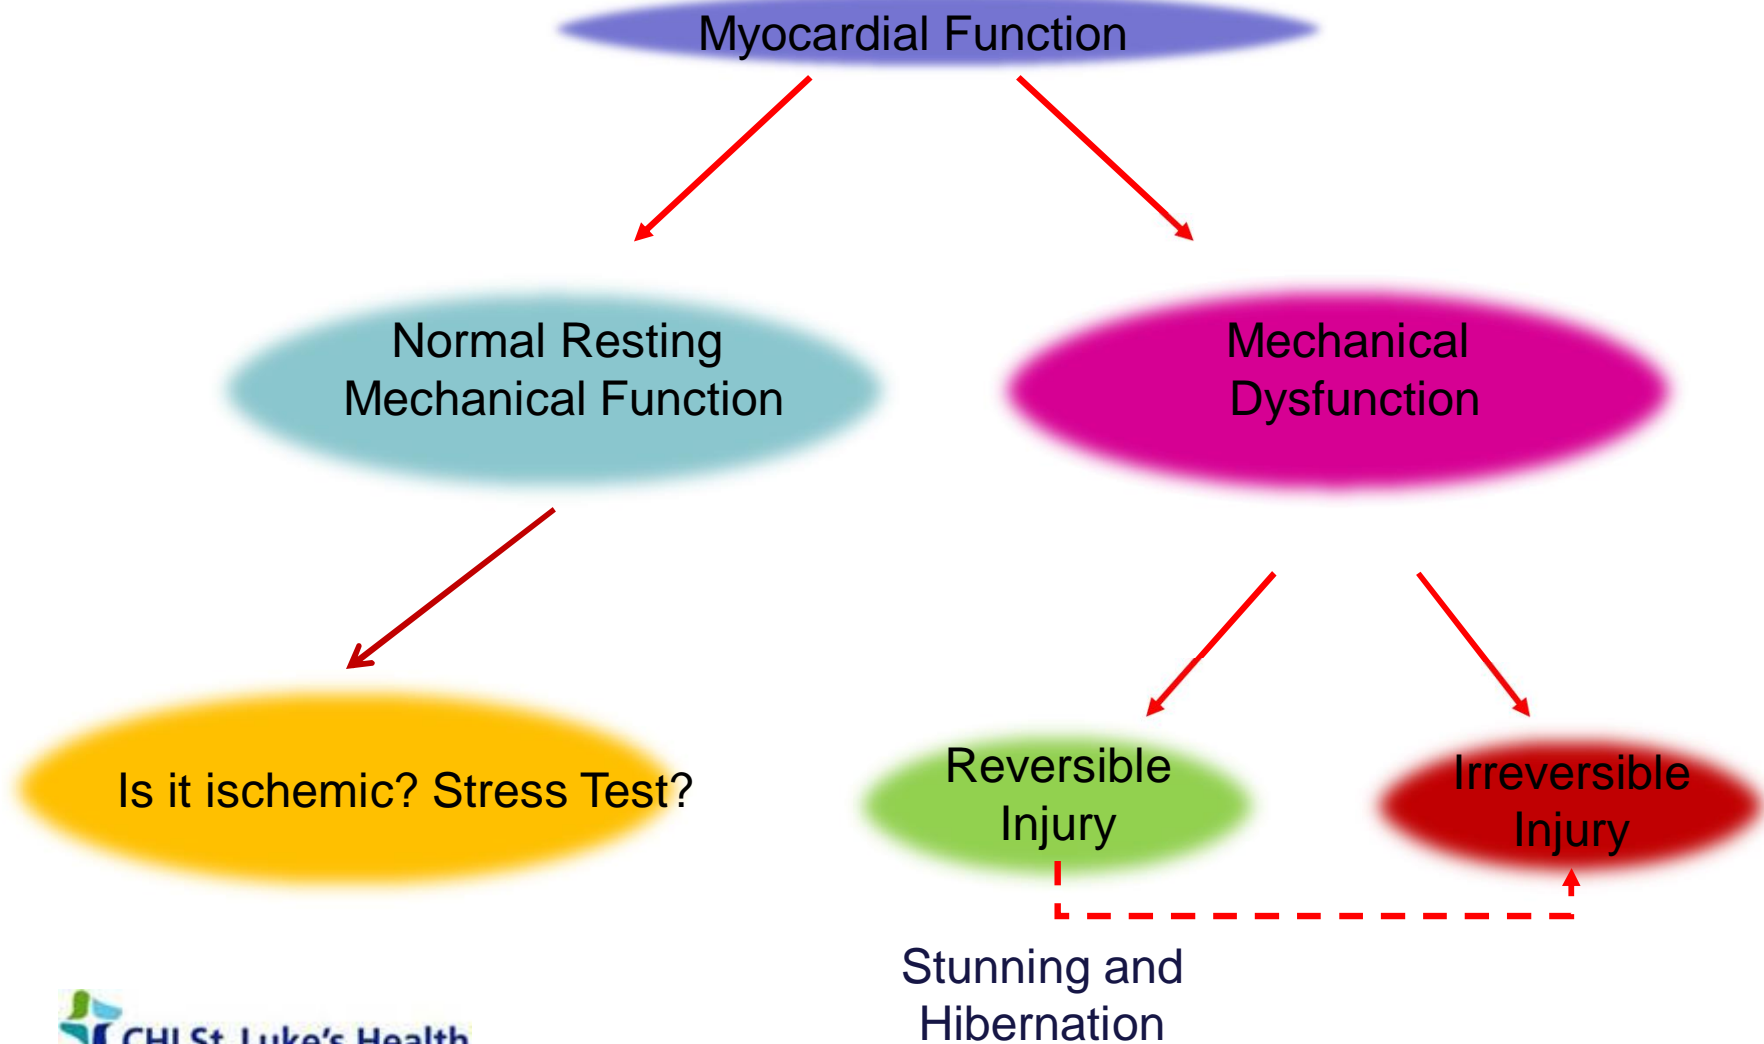 Myocardial Function
Normal Resting
Mechanical Function
Mechanical
Dysfunction
Is it ischemic? Stress Test?
Reversible
Injury
Irreversible
Injury
Stunning and
Hibernation
CHI St. Luke's Health